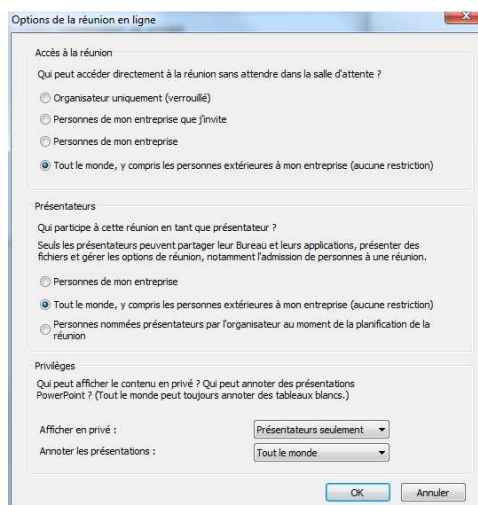 Options de la réunion en ligne
Accès à la réunion
Qui peut accéder directement à la réunion sans attendre dans la salle d'attente ?
Organisateur uniquement (verrouillé)
Personnes de mon entreprise que j'invite
Personnes de mon entreprise
Tout le monde, y compris les personnes extérieures à mon entreprise (aucune restriction)
Présentateurs
Qui participe à cette réunion en tant que présentateur ?
Seuls les présentateurs peuvent partager leur Bureau et leurs applications, présenter des
fichiers et gérer les options de réunion, notamment l'admission de personnes à une réunion.
Personnes de mon entreprise
Tout le monde, y compris les personnes extérieures à mon entreprise (aucune restriction)
Personnes nommées présentateurs par l'organisateur au moment de la planification de la
réunion
Privilèges
Qui peut afficher le contenu en privé ? Qui peut annoter des présentations
PowerPoint ? (Tout le monde peut toujours annoter des tableaux blancs.)
Afficher en privé : Présentateurs seulement
Annoter les présentations : Tout le monde
OK Annuler